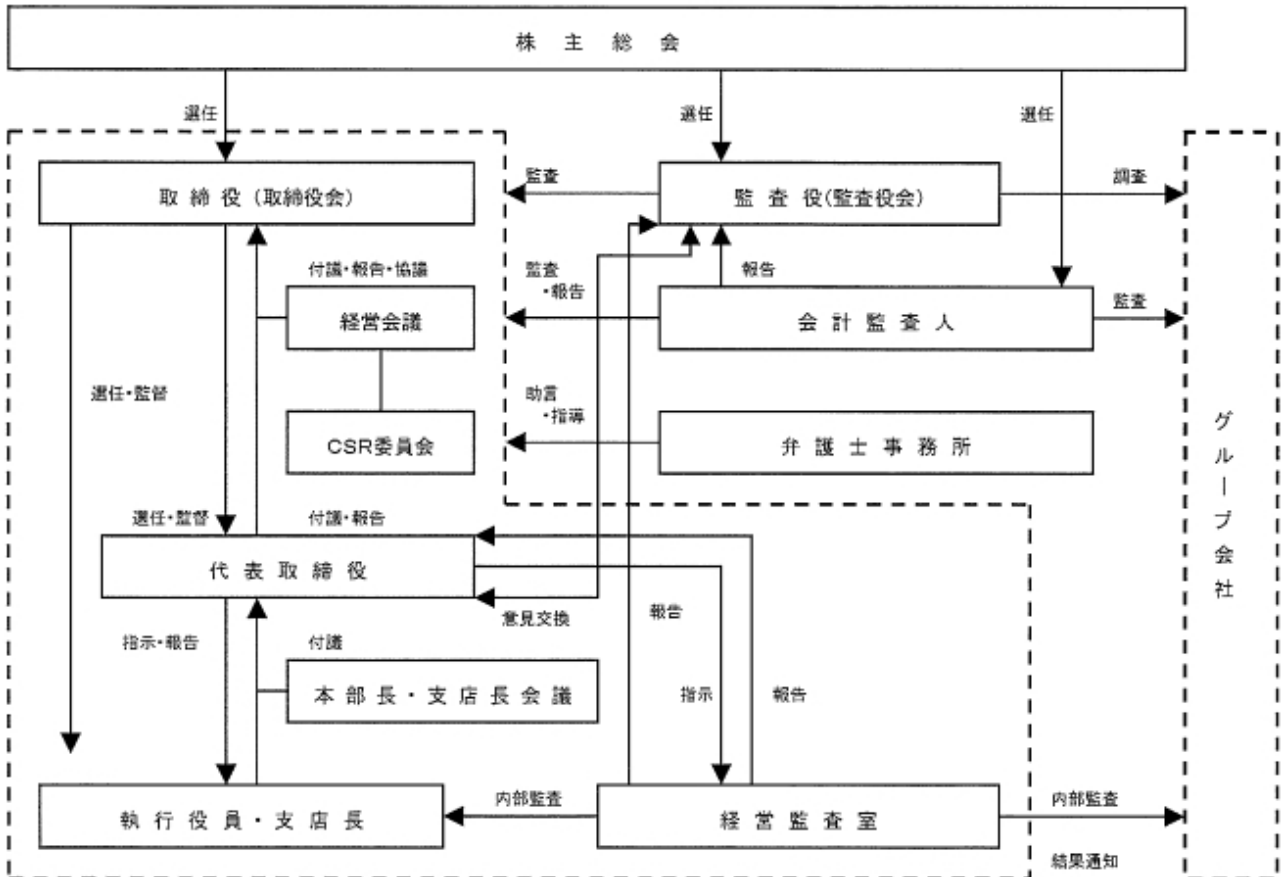 株主総会
選任
選任
選任
取締役(取締役会)
監査
監査役(監査役会)
調査
付議・報告・協議
監査
・報告
報告
経営会議
会計監査人
監査
選任・監督
助言
・指導
CSR委員会
弁護士事務所
グループ会社
選任・監督
付議・報告
代表取締役
意見交換
報告
指示・報告
付議
本部長・支店長会議
指示
報告
執行役員・支店長
内部監査
経営監査室
内部監査
結果通知